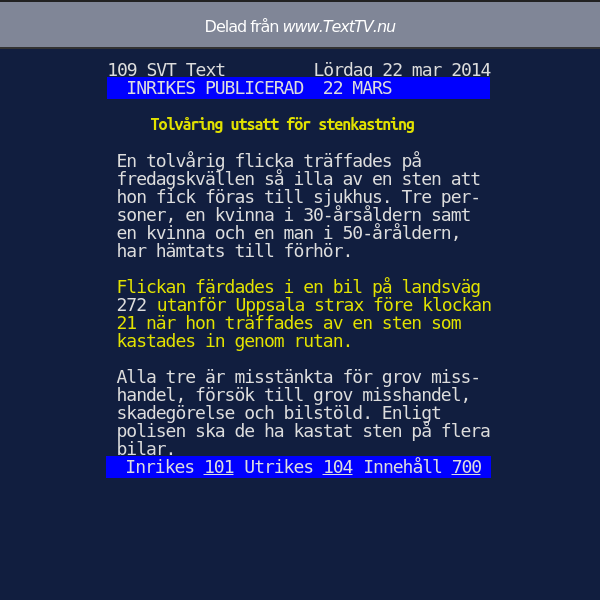 Delad från www.TextTV.nu
109 SVT Text Lördag 22 mar 2014
INRIKES PUBLICERAD 22 MARS
Tolvåring utsatt för stenkastning
En tolvårig flicka träffades på
fredagskvällen så illa av en sten att
hon fick föras till sjukhus. Tre per-
soner, en kvinna i 30-årsåldern samt
en kvinna och en man i 50-åråldern,
har hämtats till förhör.
Flickan färdades i en bil på landsväg
272 utanför Uppsala strax före klockan
21 när hon träffades av en sten som
kastades in genom rutan.
Alla tre är misstänkta för grov miss-
handel, försök till grov misshandel,
skadegörelse och bilstöld. Enligt
polisen ska de ha kastat sten på flera
bilar.
Inrikes 101 Utrikes 104 Innehåll 700